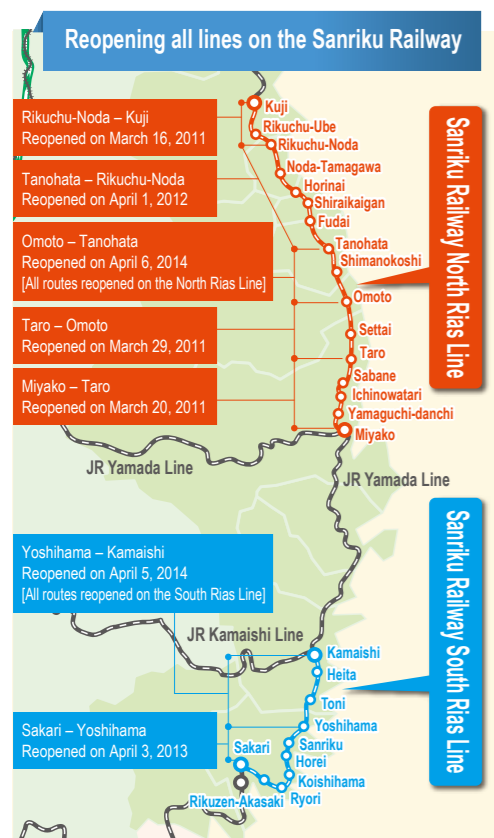 Reopening all lines on the Sanriku Railway
Rikuchu-Noda – Kuji
Reopened on March 16, 2011
Tanohata – Rikuchu-Noda
Reopened on April 1, 2012
Omoto – Tanohata
Reopened on April 6, 2014
[All routes reopened on the North Rias Line]
Taro – Omoto
Reopened on March 29, 2011
Miyako – Taro
Reopened on March 20, 2011
Kuji
Rikuchu-Ube
Rikuchu-Noda
Noda-Tamagawa
Horinai
Shiraikaigan
Fudai
Tanohata
Shimanokoshi
Omoto
Settai
Taro
Sabane
Ichinowatari
Yamaguchi-danchi
Miyako
Sanriku Railway North Rias Line
JR Yamada Line
JR Yamada Line
Yoshihama – Kamaishi
Reopened on April 5, 2014
[All routes reopened on the South Rias Line]
JR Kamaishi Line
Sakari – Yoshihama
Reopened on April 3, 2013
Kamaishi
Heita
Toni
Yoshihama
Sanriku
Horei
Koishihama
Ryori
Sakari
Rikuzen-Akasaki
Sanriku Railway South Rias Line